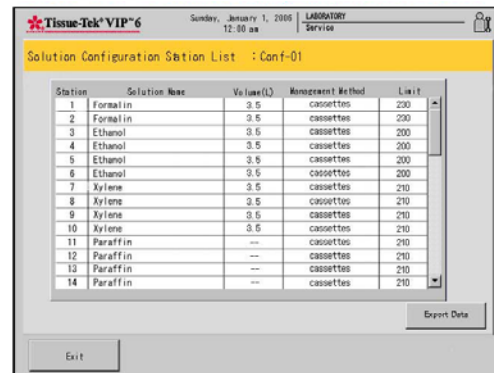 Tissue-Tek® VIP™6
Sunday, January 1, 2006
12:00 am
LABORATORY
Service
Solution Configuration Station List : Conf-01
Station Solution Name Volume(L) Management Method Limit
1 Formalin 3.5 cassettes 230
2 Formalin 3.5 cassettes 230
3 Ethanol 3.5 cassettes 200
4 Ethanol 3.5 cassettes 200
5 Ethanol 3.5 cassettes 200
6 Ethanol 3.5 cassettes 200
7 Xylene 3.5 cassettes 210
8 Xylene 3.5 cassettes 210
9 Xylene 3.5 cassettes 210
10 Xylene 3.5 cassettes 210
11 Paraffin -- cassettes 210
12 Paraffin -- cassettes 210
13 Paraffin -- cassettes 210
14 Paraffin -- cassettes 210
Export Data
Exit